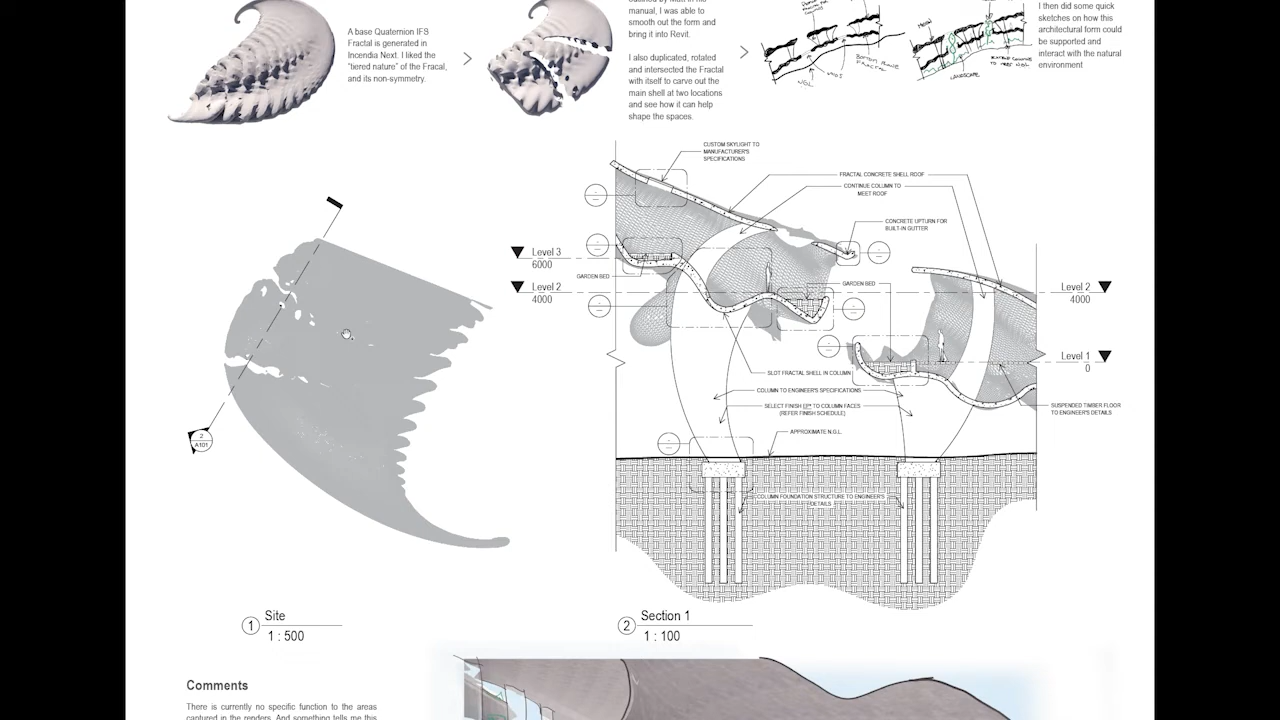 A base Quaternion IFS
Fractal is generated in
Incendia Next. I liked the
"tiered nature" of the Fracal,
and its non-symmetry.
manual, I was able to
smooth out the form and
bring it into Revit.
I also duplicated, rotated
and intersected the Fractal
with itself to carve out the
main shell at two locations
and see how it can help
shape the spaces.
BOTTOM PLANE
FRACTAL
NGL
LANDSCAPE
I then did some quick
sketches on how this
architectural form could
be supported and
interact with the natural
environment
CUSTOM SKYLIGHT TO
MANUFACTURER'S
SPECIFICATIONS
FRACTAL CONCRETE SHELL ROOF
CONTINUE COLUMN TO
MEET ROOF
CONCRETE UPTURN FOR
BUILT-IN GUTTER
Level 3
6000
GARDEN BED
Level 2
4000
GARDEN BED
Level 2
4000
Level 1
0
SLOT FRACTAL SHELL IN COLUMN
COLUMN TO ENGINEER'S SPECIFICATIONS
SELECT FINISH EP* TO COLUMN FACES
(REFER FINISH SCHEDULE)
SUSPENDED TIMBER FLOOR
TO ENGINEER'S DETAILS
APPROXIMATE N.G.L.
COLUMN FOUNDATION STRUCTURE TO ENGINEER'S
DETAILS
2
A101
1 Site
1 : 500
2 Section 1
1 : 100
Comments
There is currently no specific function to the areas
captured in the renders. And something tells me this